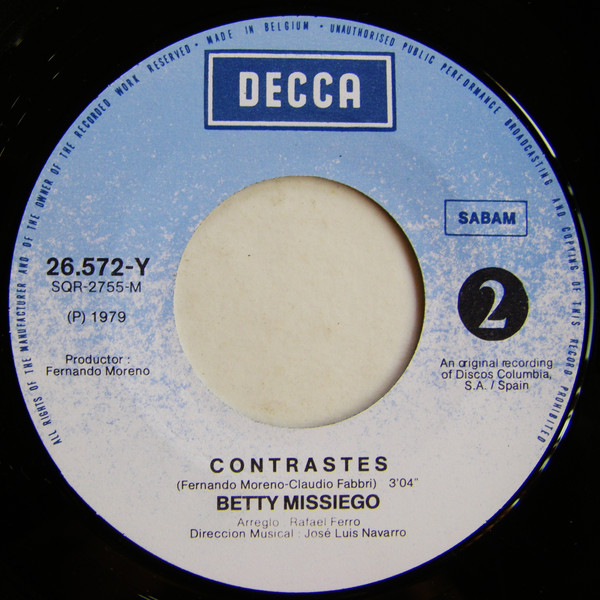 ALL RIGHTS OF THE MANUFACTURER AND OF THE OWNER OF THE RECORDED WORK RESERVED • MADE IN BELGIUM • UNAUTHORISED PUBLIC PERFORMANCE BROADCASTING AND COPYING OF THIS RECORD PROHIBITED
DECCA
SABAM
26.572-Y
SQR-2755-M
(P) 1979
2
Productor :
Fernando Moreno
An original recording
of Discos Columbia,
S.A. / Spain
CONTRASTES
(Fernando Moreno-Claudio Fabbri) 3'04"
BETTY MISSIEGO
Arreglo : Rafael Ferro
Direccion Musical : José Luis Navarro